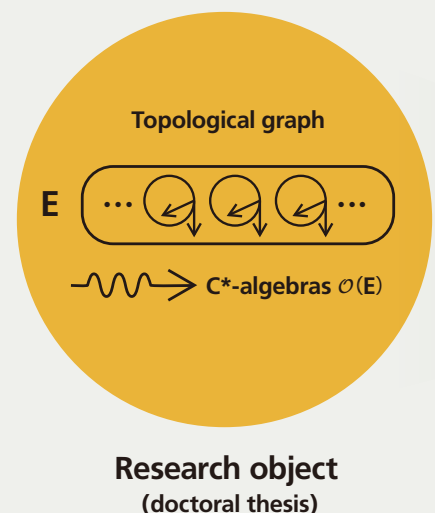 Topological graph
E ... ...
C*-algebras 𝒪(E)
Research object
(doctoral thesis)